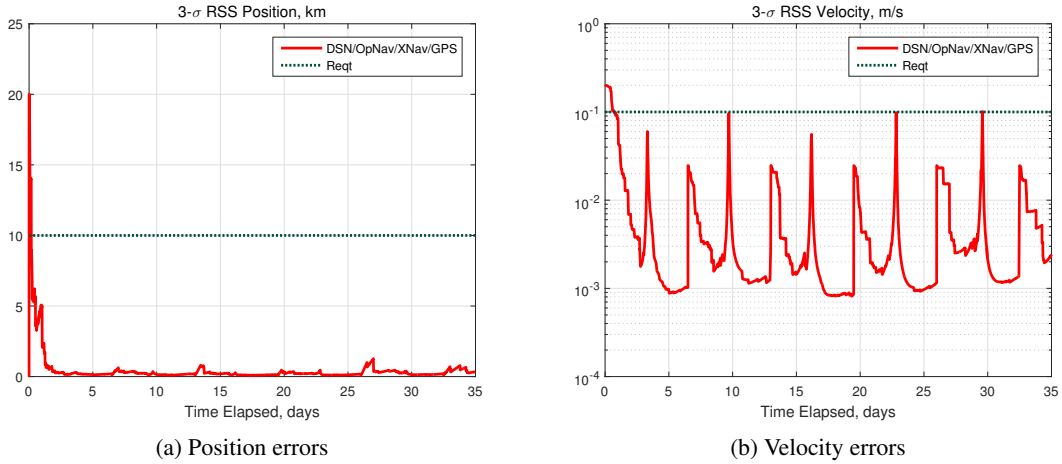 3-σ RSS Position, km
DSN/OpNav/XNav/GPS
Reqt
25
20
15
10
5
0
0 5 10 15 20 25 30 35
Time Elapsed, days
(a) Position errors
3-σ RSS Velocity, m/s
DSN/OpNav/XNav/GPS
Reqt
10^0
10^-1
10^-2
10^-3
10^-4
0 5 10 15 20 25 30 35
Time Elapsed, days
(b) Velocity errors